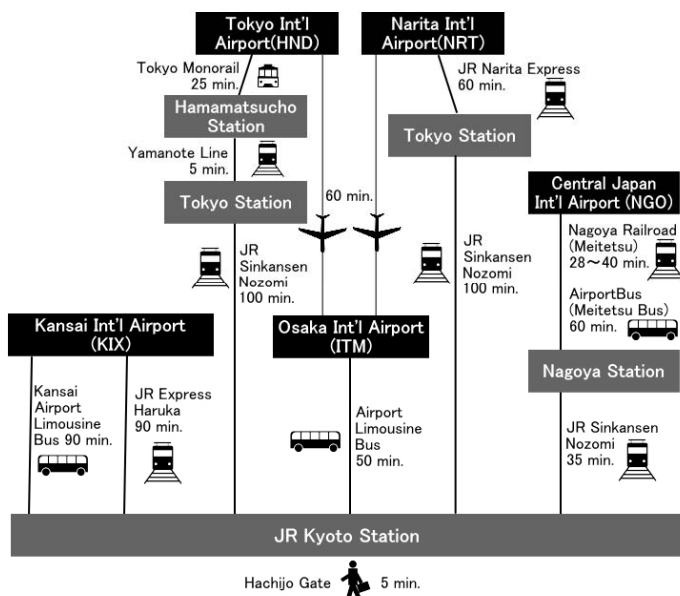 Tokyo Int'l
Airport(HND)
Narita Int'l
Airport(NRT)
Tokyo Monorail
25 min.
JR Narita Express
60 min.
Hamamatsucho
Station
Tokyo Station
Yamanote Line
5 min.
Tokyo Station
60 min.
Central Japan
Int'l Airport (NGO)
JR
Sinkansen
Nozomi
100 min.
JR
Sinkansen
Nozomi
100 min.
Nagoya Railroad
(Meitetsu)
28～40 min.
AirportBus
(Meitetsu Bus)
60 min.
Kansai Int'l Airport
(KIX)
Osaka Int'l Airport
(ITM)
Nagoya Station
Kansai
Airport
Limousine
Bus 90 min.
JR Express
Haruka
90 min.
Airport
Limousine
Bus
50 min.
JR Sinkansen
Nozomi
35 min.
JR Kyoto Station
Hachijo Gate
5 min.